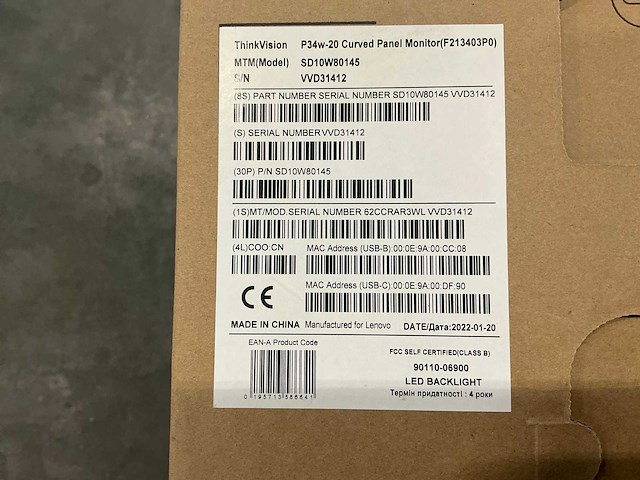 ThinkVision P34w-20 Curved Panel Monitor(F213403P0)
MTM(Model) SD10W80145
S/N VVD31412
(8S) PART NUMBER SERIAL NUMBER SD10W80145 VVD31412
(S) SERIAL NUMBER VVD31412
(30P) P/N SD10W80145
(1S)MT/MOD.SERIAL NUMBER 62CCRAR3WL VVD31412
(4L)COO:CN MAC Address (USB-B):00:0E:9A:00:CC:08
MAC Address (USB-C):00:0E:9A:00:DF:90
CE
MADE IN CHINA Manufactured for Lenovo DATE/Дата:2022-01-20
EAN-A Product Code
FCC SELF CERTIFIED(CLASS B)
90110-06900
LED BACKLIGHT
Термін придатності : 4 роки
0 195713 566641